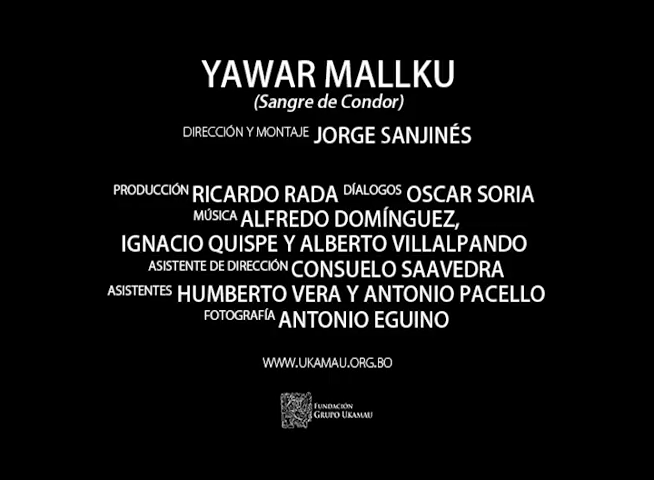 YAWAR MALLKU
(Sangre de Condor)
DIRECCIÓN Y MONTAJE JORGE SANJINÉS
PRODUCCIÓN RICARDO RADA DÍALOGOS OSCAR SORIA
MÚSICA ALFREDO DOMÍNGUEZ,
IGNACIO QUISPE Y ALBERTO VILLALPANDO
ASISTENTE DE DIRECCIÓN CONSUELO SAAVEDRA
ASISTENTES HUMBERTO VERA Y ANTONIO PACELLO
FOTOGRAFÍA ANTONIO EGUINO
WWW.UKAMAU.ORG.BO
FUNDACIÓN
GRUPO UKAMAU